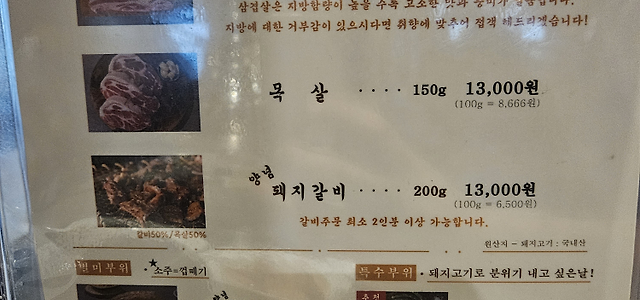 삼겹살은 지방함량이 높을 수록 고소한 맛과 풍미가
지방에 대한 거부감이 있으시다면 취향에 맞추어 접객 해드리겠습니다!
목 살 ···· 150g 13,000원
(100g = 8,666원)
양념 돼지갈비 ···· 200g 13,000원
(100g = 6,500원)
갈비50%/목살50%
갈비주문 최소 2인분 이상 가능합니다.
원산지 - 돼지고기 : 국내산
별미부위 · ★소주=껍떼기
특수부위 · 돼지고기로 분위기 내고 싶은날!
양념
추천